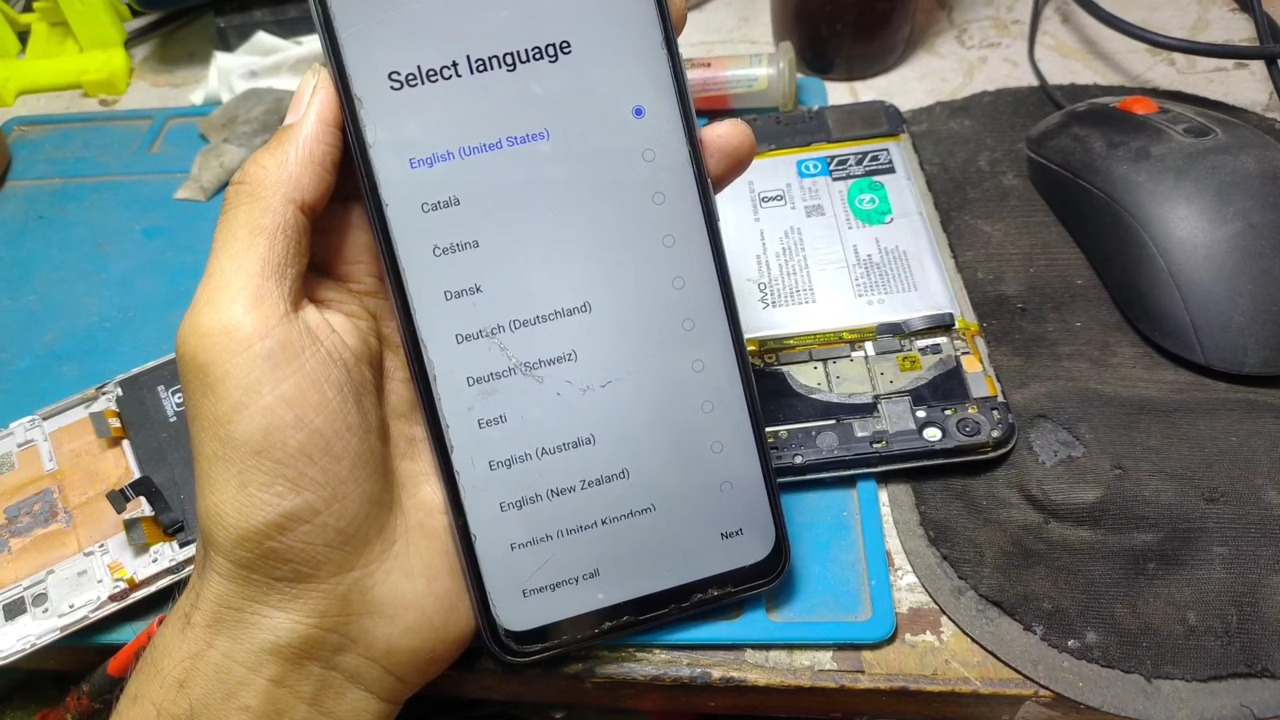 Select language
English (United States)
Català
Čeština
Dansk
Deutsch (Deutschland)
Deutsch (Schweiz)
Eesti
English (Australia)
English (New Zealand)
English (United Kingdom)
Next
Emergency call
vivo